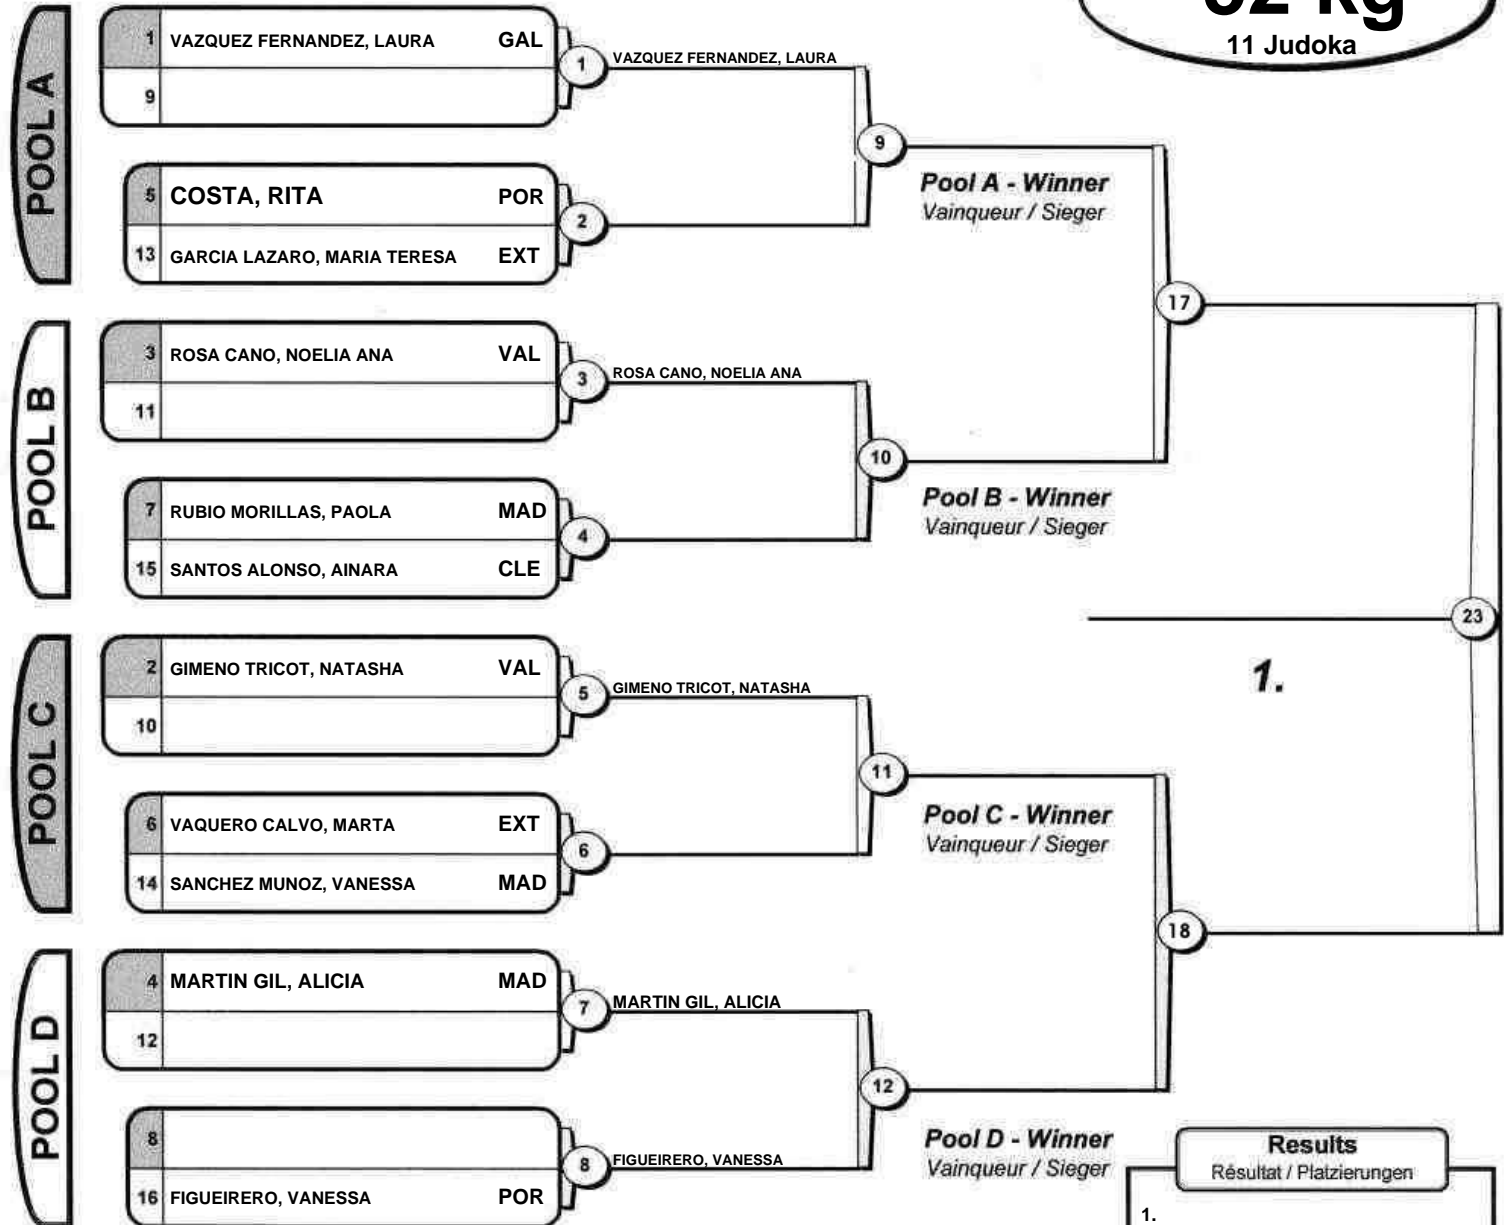 52 kg
11 Judoka
POOL A
1 VAZQUEZ FERNANDEZ, LAURA GAL
9
1 VAZQUEZ FERNANDEZ, LAURA
5 COSTA, RITA POR
13 GARCIA LAZARO, MARIA TERESA EXT
2
9
Pool A - Winner
Vainqueur / Sieger
POOL B
3 ROSA CANO, NOELIA ANA VAL
11
3 ROSA CANO, NOELIA ANA
7 RUBIO MORILLAS, PAOLA MAD
15 SANTOS ALONSO, AINARA CLE
4
10
Pool B - Winner
Vainqueur / Sieger
17
POOL C
2 GIMENO TRICOT, NATASHA VAL
10
5 GIMENO TRICOT, NATASHA
6 VAQUERO CALVO, MARTA EXT
14 SANCHEZ MUNOZ, VANESSA MAD
6
11
Pool C - Winner
Vainqueur / Sieger
POOL D
4 MARTIN GIL, ALICIA MAD
12
7 MARTIN GIL, ALICIA
8
16 FIGUEIRERO, VANESSA POR
8 FIGUEIRERO, VANESSA
12
Pool D - Winner
Vainqueur / Sieger
18
23
1.
Results
Résultat / Platzierungen
1.